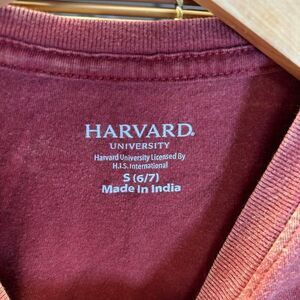 HARVARD
UNIVERSITY
Harvard University Licensed By
H.I.S. International
S (6/7)
Made in India